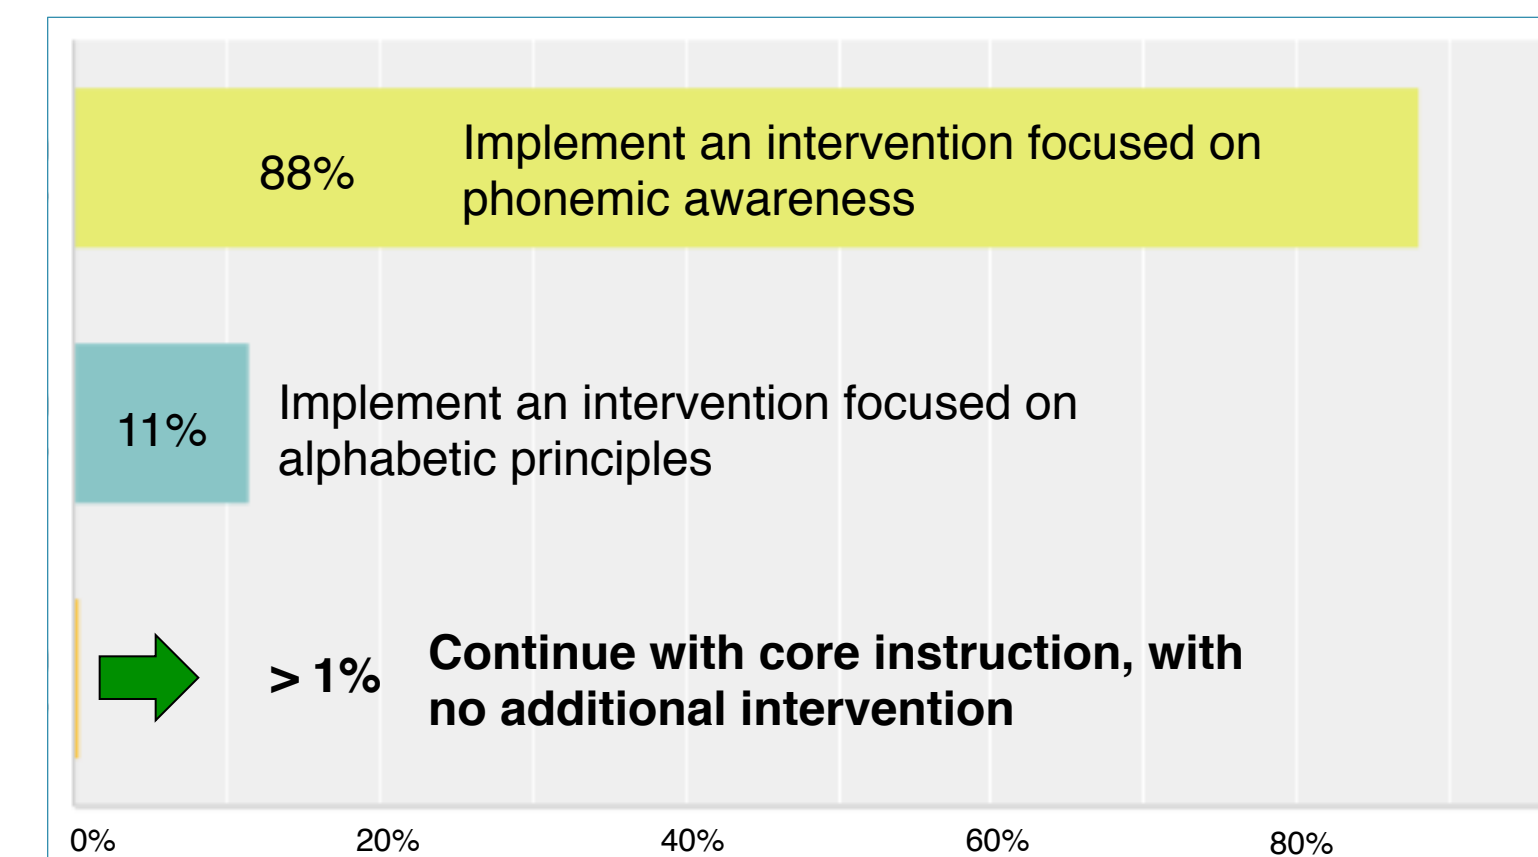 88%
Implement an intervention focused on
phonemic awareness
11%
Implement an intervention focused on
alphabetic principles
> 1%
Continue with core instruction, with
no additional intervention
0% 20% 40% 60% 80%